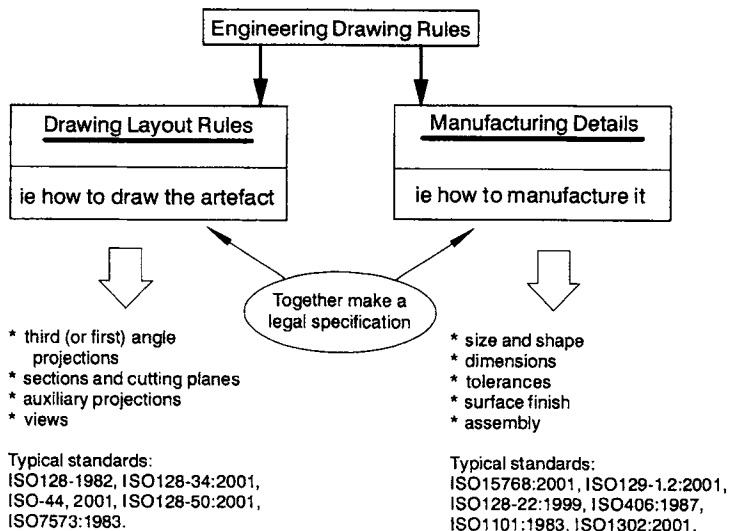 Engineering Drawing Rules
Drawing Layout Rules
ie how to draw the artefact
Manufacturing Details
ie how to manufacture it
Together make a
legal specification
* third (or first) angle
projections
* sections and cutting planes
* auxiliary projections
* views
Typical standards:
ISO128-1982, ISO128-34:2001,
ISO-44, 2001, ISO128-50:2001,
ISO7573:1983.
* size and shape
* dimensions
* tolerances
* surface finish
* assembly
Typical standards:
ISO15768:2001, ISO129-1.2:2001,
ISO128-22:1999, ISO406:1987,
ISO1101:1983, ISO1302:2001.